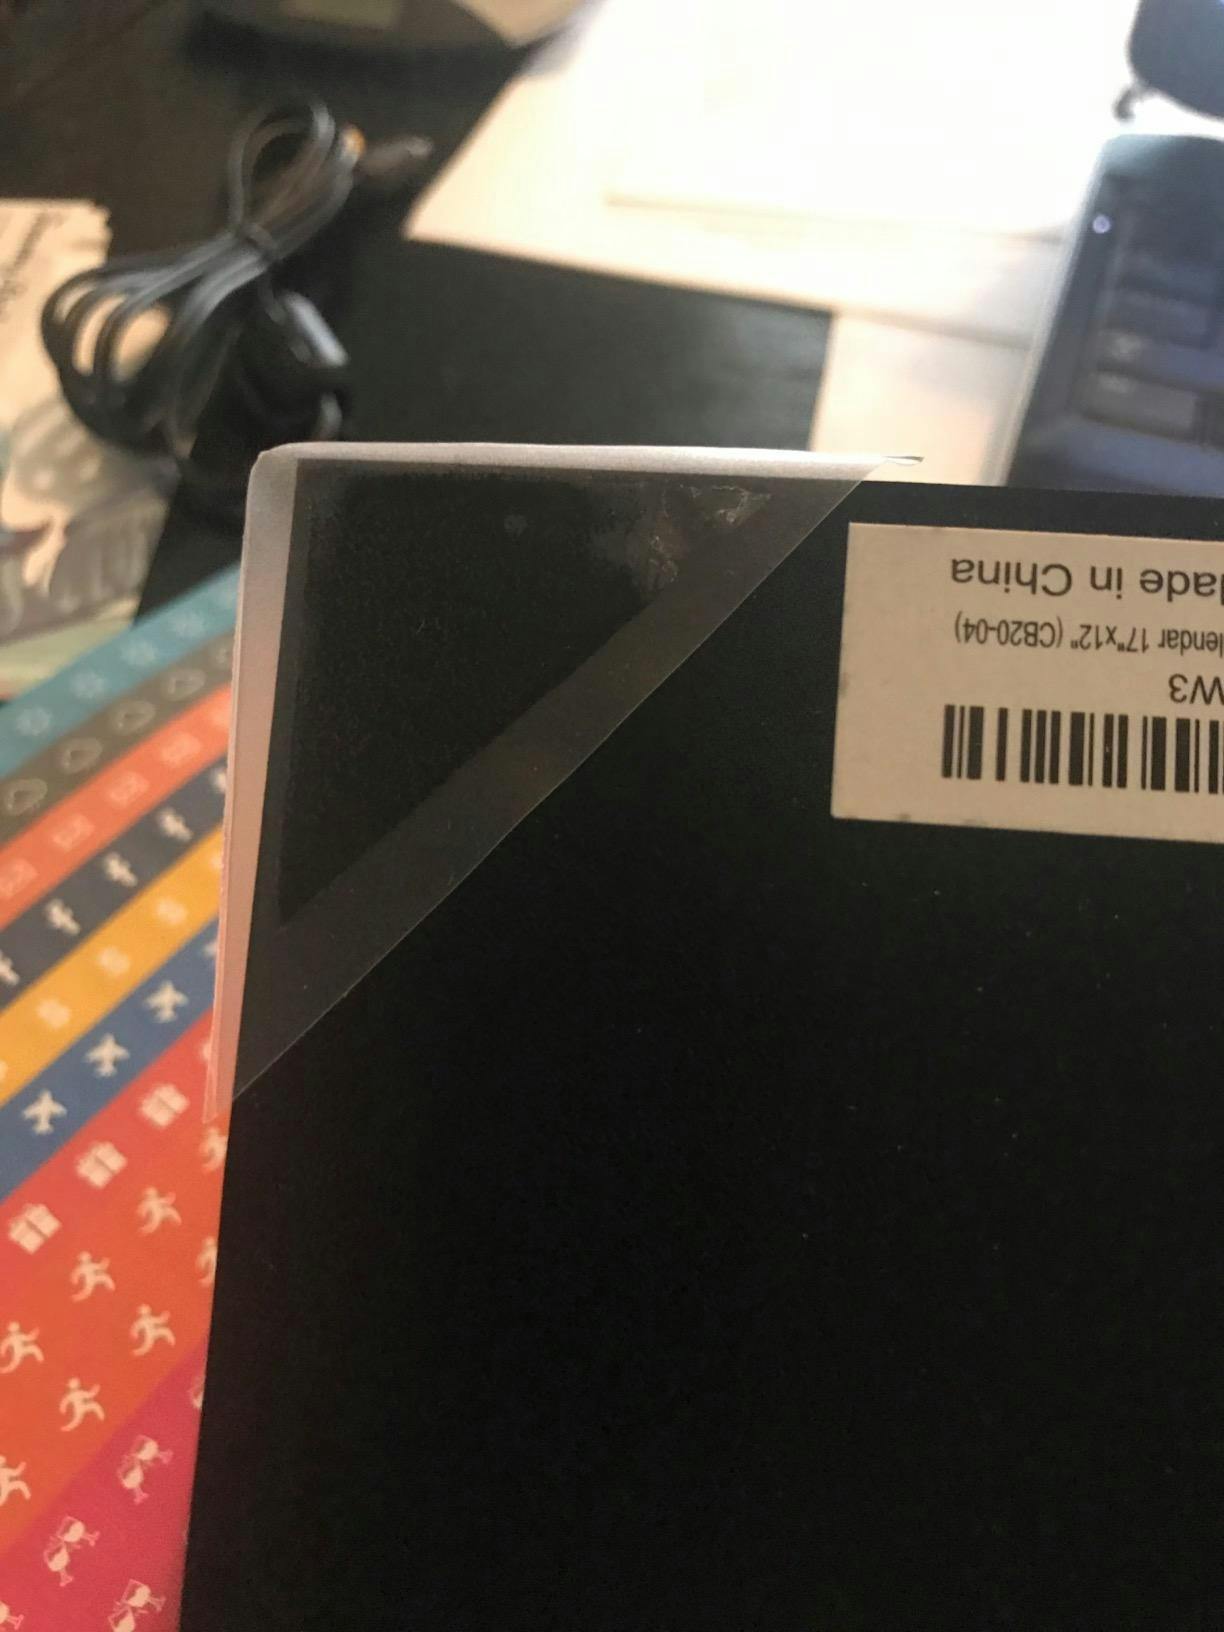 W3
lendar 17"x12" (CB20-04)
lade in China